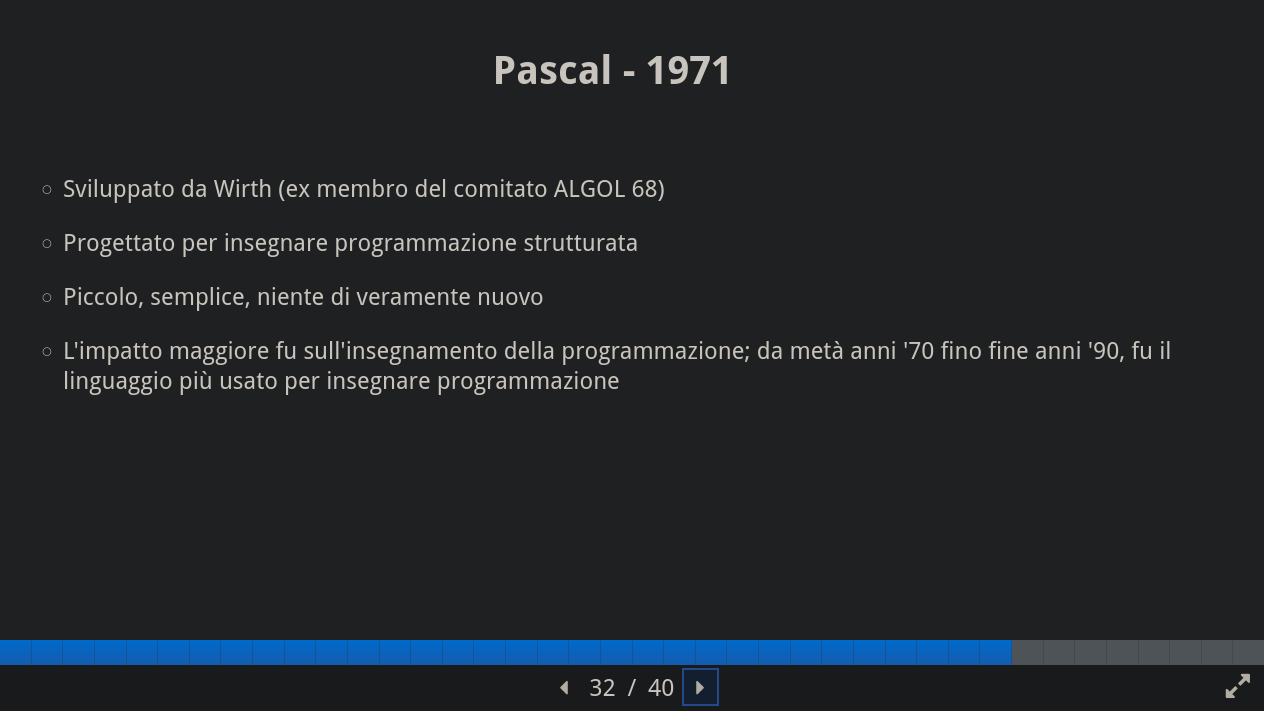 Pascal - 1971
Sviluppato da Wirth (ex membro del comitato ALGOL 68)
Progettato per insegnare programmazione strutturata
Piccolo, semplice, niente di veramente nuovo
L'impatto maggiore fu sull'insegnamento della programmazione; da metà anni '70 fino fine anni '90, fu il
linguaggio più usato per insegnare programmazione
32 / 40